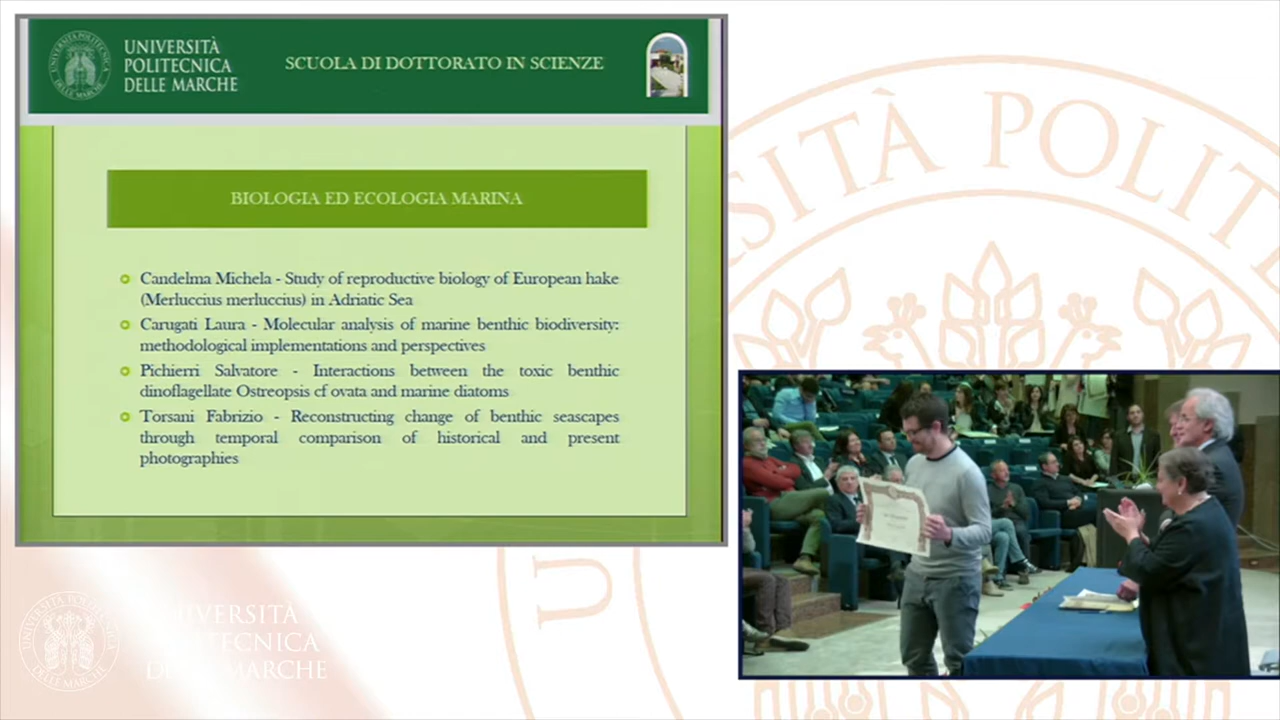 UNIVERSITÀ
POLITECNICA
DELLE MARCHE
SCUOLA DI DOTTORATO IN SCIENZE
BIOLOGIA ED ECOLOGIA MARINA
Candelma Michela - Study of reproductive biology of European hake
(Merluccius merluccius) in Adriatic Sea
Carugati Laura - Molecular analysis of marine benthic biodiversity:
methodological implementations and perspectives
Pichierri Salvatore - Interactions between the toxic benthic
dinoflagellate Ostreopsis cf ovata and marine diatoms
Torsani Fabrizio - Reconstructing change of benthic seascapes
through temporal comparison of historical and present
photographies
UNIVERSITÀ
POLITECNICA
DELLE MARCHE